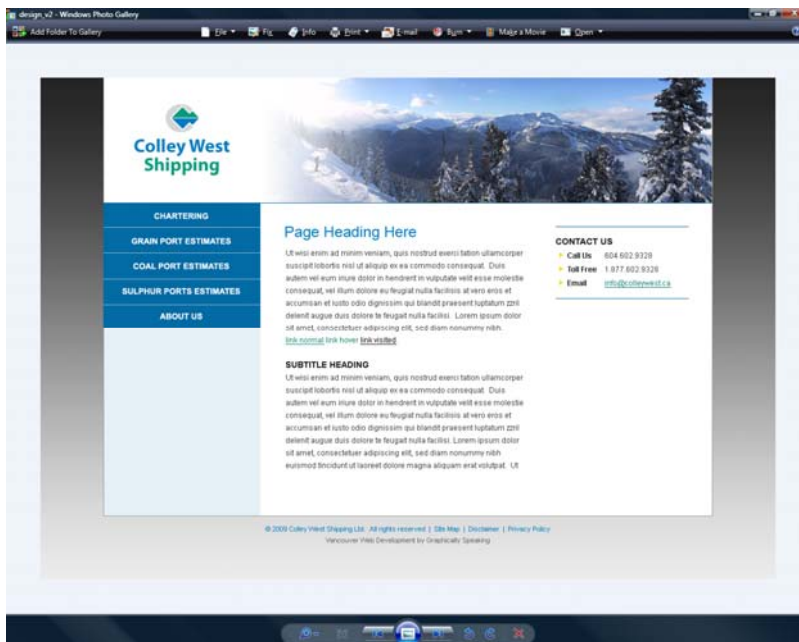 design_v2 - Windows Photo Gallery
Add Folder To Gallery File Fix Info Print E-mail Burn Make a Movie Open
Colley West
Shipping
CHARTERING
GRAIN PORT ESTIMATES
COAL PORT ESTIMATES
SULPHUR PORTS ESTIMATES
ABOUT US
Page Heading Here
Ut wisi enim ad minim veniam, quis nostrud exerci tation ullamcorper
suscipit lobortis nisl ut aliquip ex ea commodo consequat. Duis
autem vel eum iriure dolor in hendrerit in vulputate velit esse molestie
consequat, vel illum dolore eu feugiat nulla facilisis at vero eros et
accumsan et iusto odio dignissim qui blandit praesent luptatum zzril
delenit augue duis dolore te feugait nulla facilisi. Lorem ipsum dolor
sit amet, consectetuer adipiscing elit, sed diam nonummy nibh.
link normal link hover link visited
SUBTITLE HEADING
Ut wisi enim ad minim veniam, quis nostrud exerci tation ullamcorper
suscipit lobortis nisl ut aliquip ex ea commodo consequat. Duis
autem vel eum iriure dolor in hendrerit in vulputate velit esse molestie
consequat, vel illum dolore eu feugiat nulla facilisis at vero eros et
accumsan et iusto odio dignissim qui blandit praesent luptatum zzril
delenit augue duis dolore te feugait nulla facilisi. Lorem ipsum dolor
sit amet, consectetuer adipiscing elit, sed diam nonummy nibh
euismod tincidunt ut laoreet dolore magna aliquam erat volutpat. Ut
CONTACT US
Call Us 604.602.9328
Toll Free 1.877.602.9328
Email info@colleywest.ca
© 2009 Colley West Shipping Ltd. All rights reserved | Site Map | Disclaimer | Privacy Policy
Vancouver Web Development by Graphically Speaking